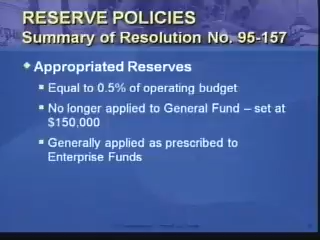 RESERVE POLICIES
Summary of Resolution No. 95-157
Appropriated Reserves
Equal to 0.5% of operating budget
No longer applied to General Fund – set at
$150,000
Generally applied as prescribed to
Enterprise Funds